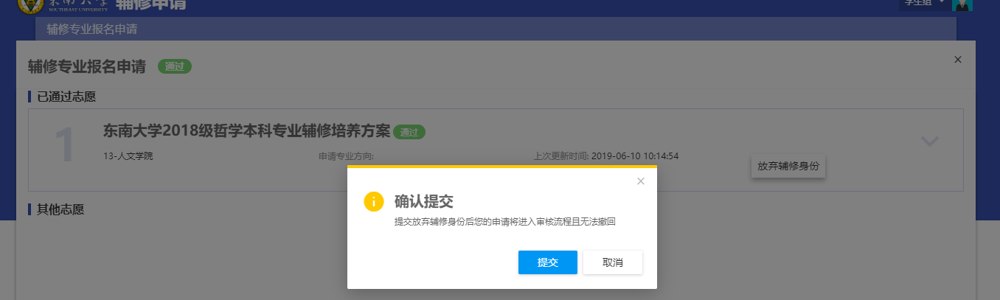 SOUTHEAST UNIVERSITY
辅修申请
学生组
辅修专业报名申请
辅修专业报名申请 通过
已通过志愿
1
东南大学2018级哲学本科专业辅修培养方案 通过
13-人文学院 申请专业方向: 上次更新时间: 2019-06-10 10:14:54
放弃辅修身份
确认提交
提交放弃辅修身份后您的申请将进入审核流程且无法撤回
提交 取消
其他志愿